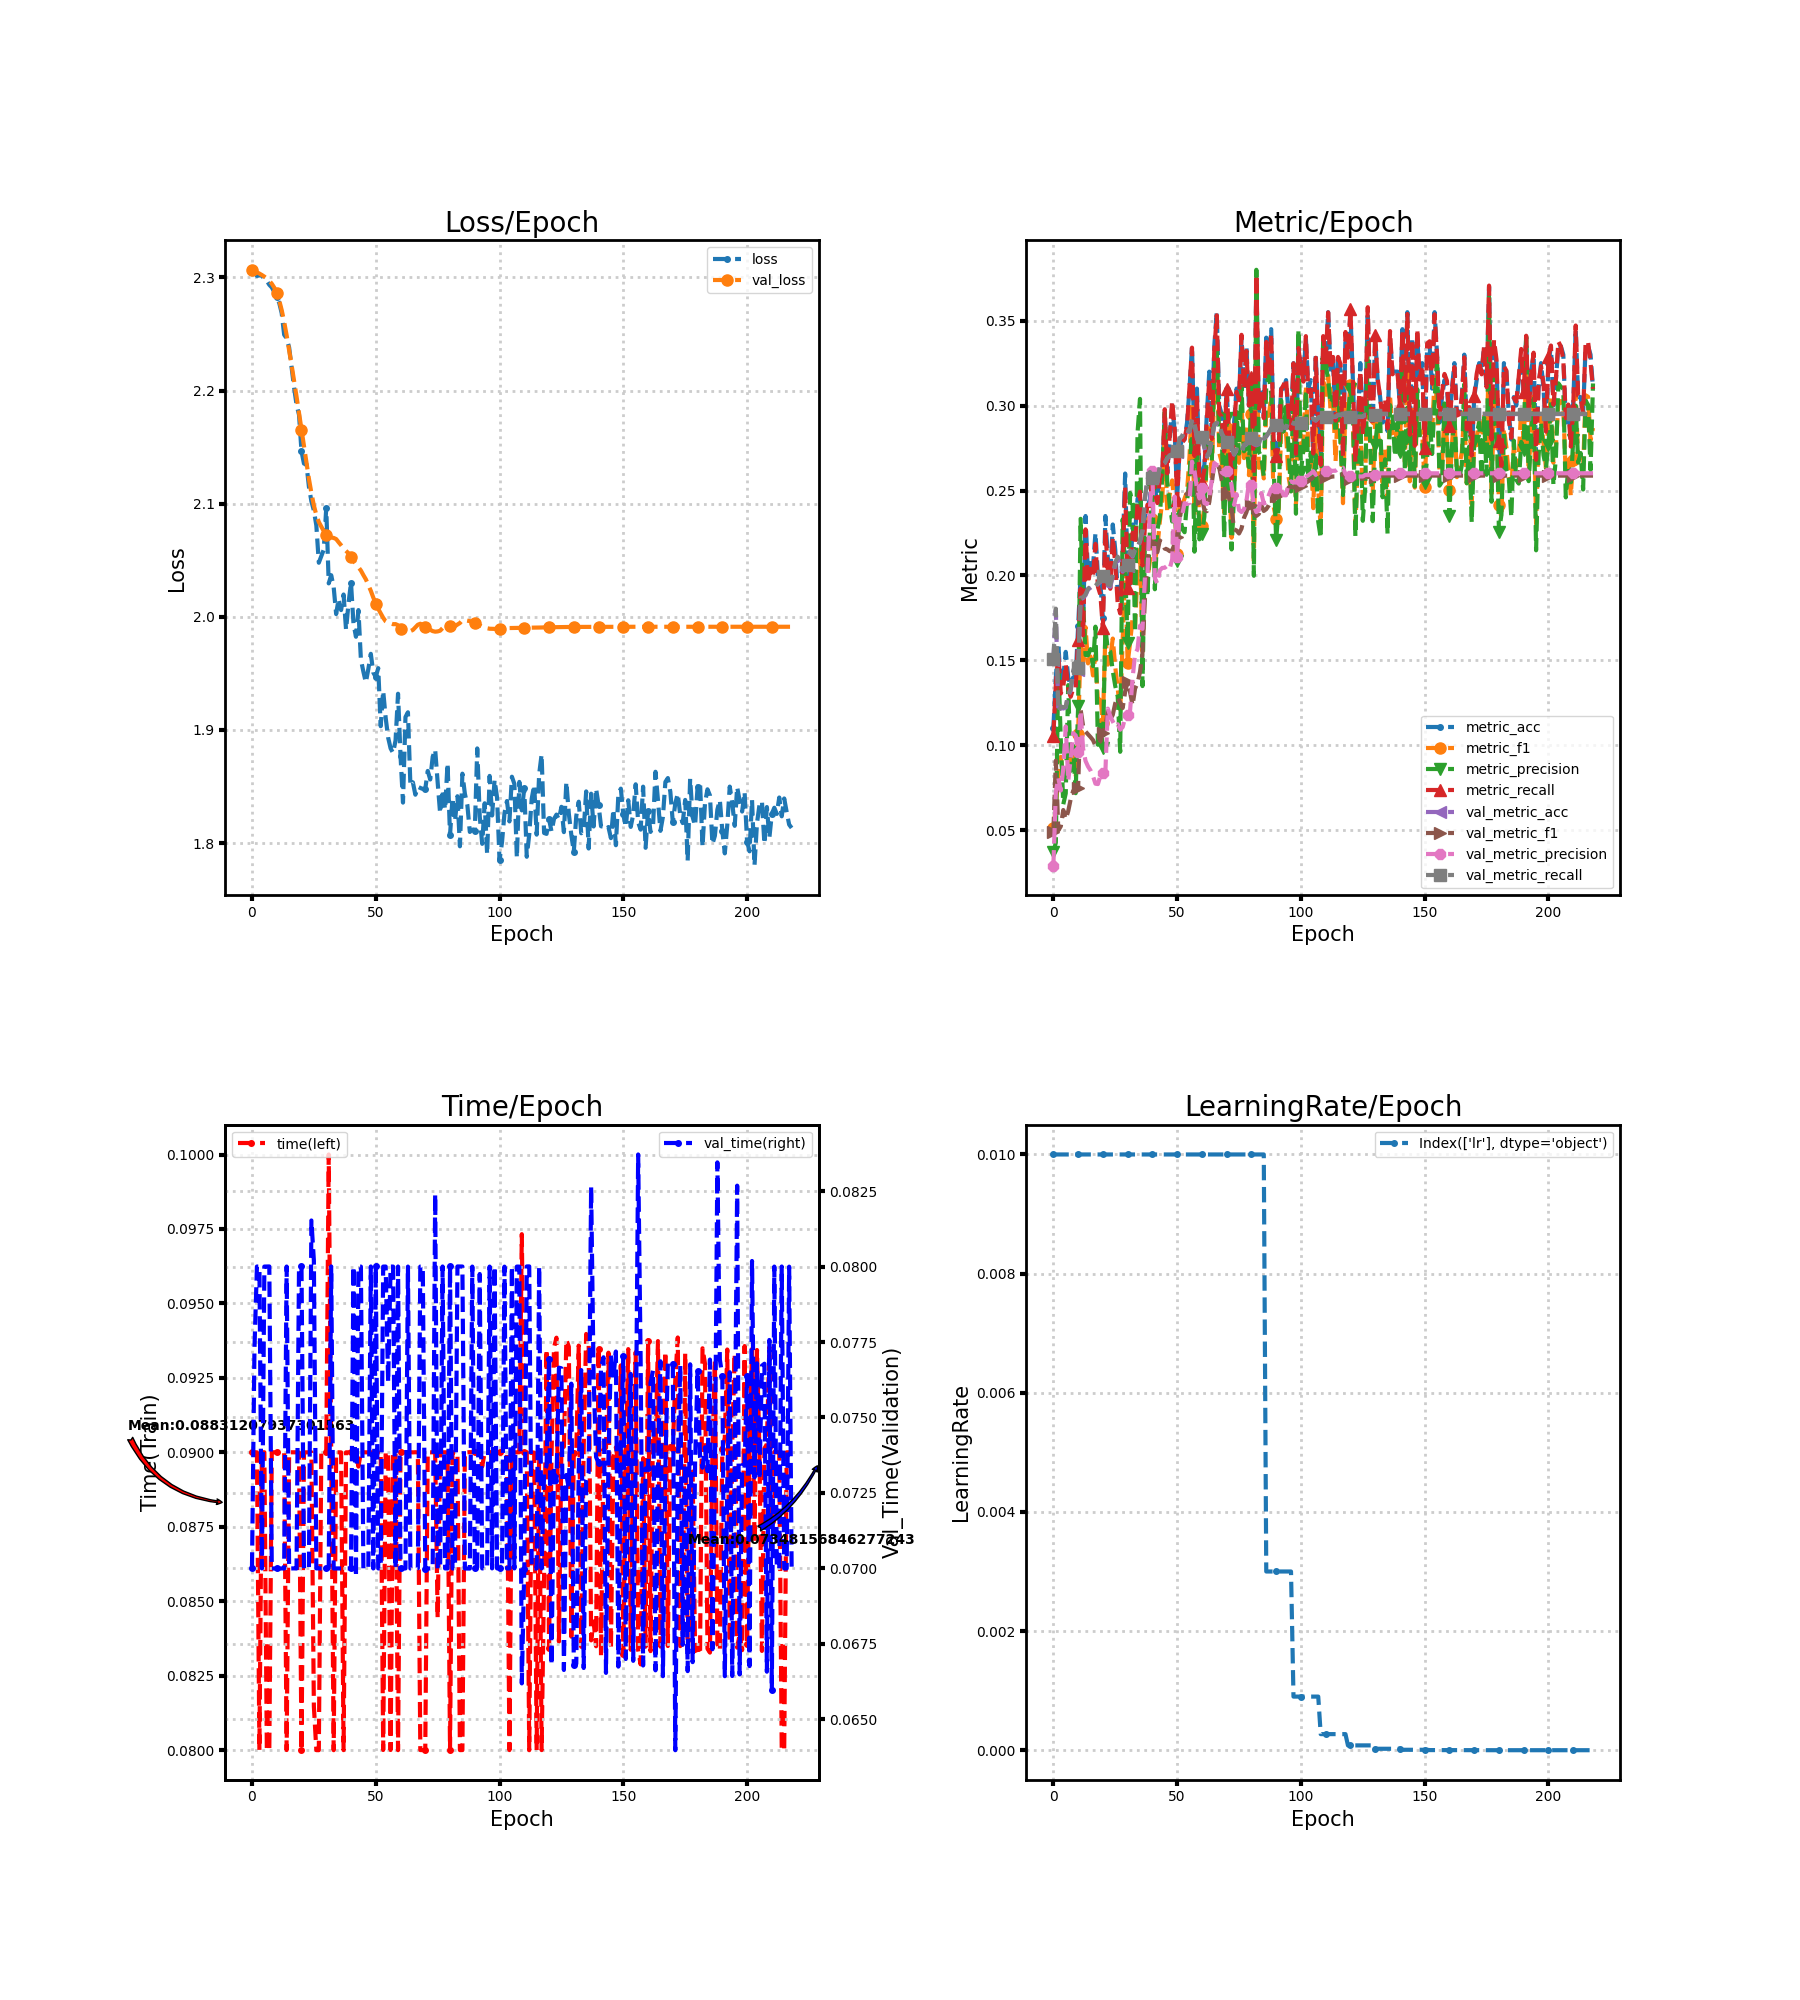 Loss/Epoch
loss
val_loss
2.3
2.2
2.1
2.0
1.9
1.8
Loss
0 50 100 150 200
Epoch
Metric/Epoch
0.35
0.30
0.25
0.20
0.15
0.10
0.05
Metric
metric_acc
metric_f1
metric_precision
metric_recall
val_metric_acc
val_metric_f1
val_metric_precision
val_metric_recall
0 50 100 150 200
Epoch
Time/Epoch
time(left)
val_time(right)
0.1000
0.0975
0.0950
0.0925
0.0900
0.0875
0.0850
0.0825
0.0800
Time(Train)
0.0825
0.0800
0.0775
0.0750
0.0725
0.0700
0.0675
0.0650
Val_Time(Validation)
0 50 100 150 200
Epoch
LearningRate/Epoch
Index(['lr'], dtype='object')
0.010
0.008
0.006
0.004
0.002
0.000
LearningRate
0 50 100 150 200
Epoch